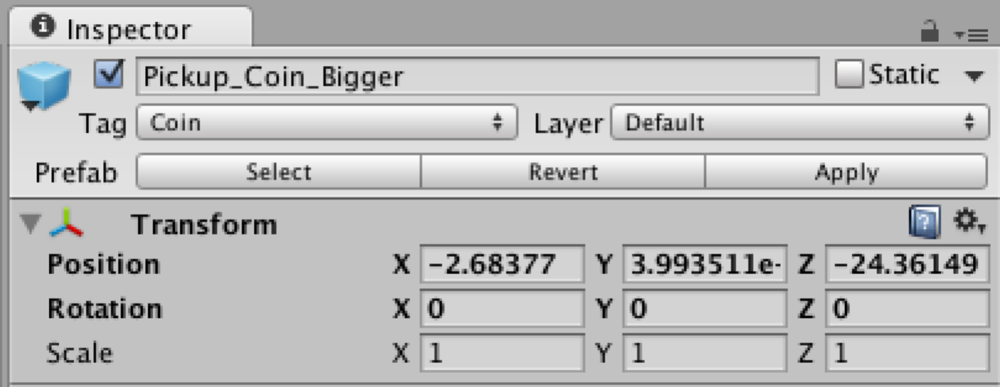 Inspector
Pickup_Coin_Bigger Static
Tag Coin Layer Default
Prefab Select Revert Apply
Transform
Position X -2.68377 Y 3.993511e- Z -24.36149
Rotation X 0 Y 0 Z 0
Scale X 1 Y 1 Z 1